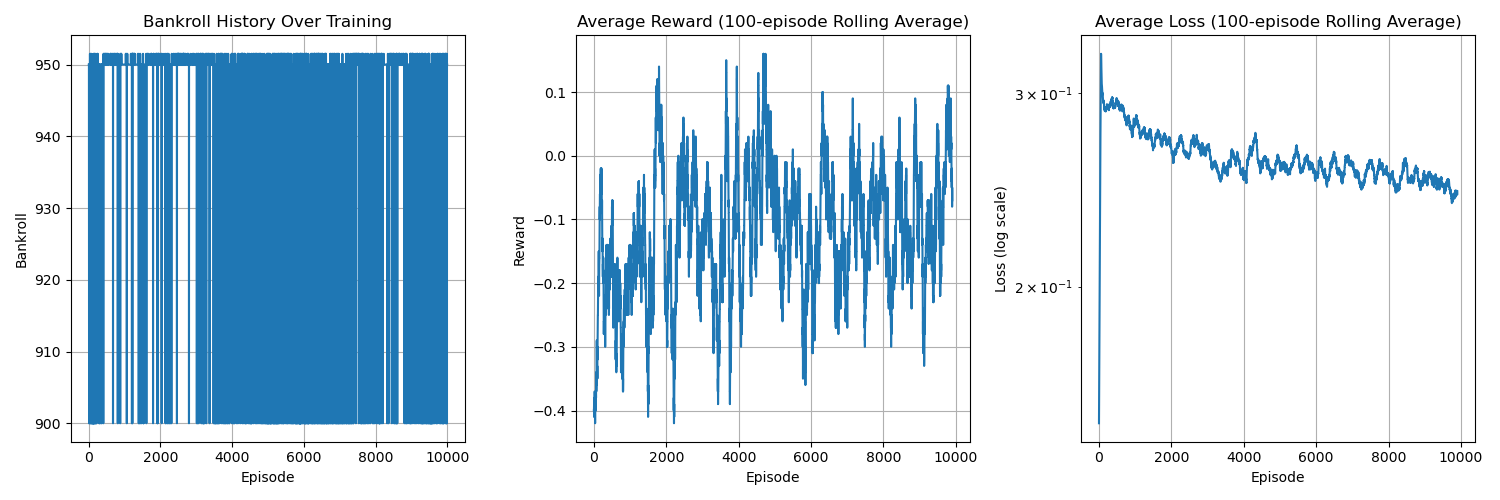 Bankroll History Over Training
Bankroll
950
940
930
920
910
900
0 2000 4000 6000 8000 10000
Episode
Average Reward (100-episode Rolling Average)
Reward
0.1
0.0
−0.1
−0.2
−0.3
−0.4
0 2000 4000 6000 8000 10000
Episode
Average Loss (100-episode Rolling Average)
Loss (log scale)
3 × 10⁻¹
2 × 10⁻¹
0 2000 4000 6000 8000 10000
Episode